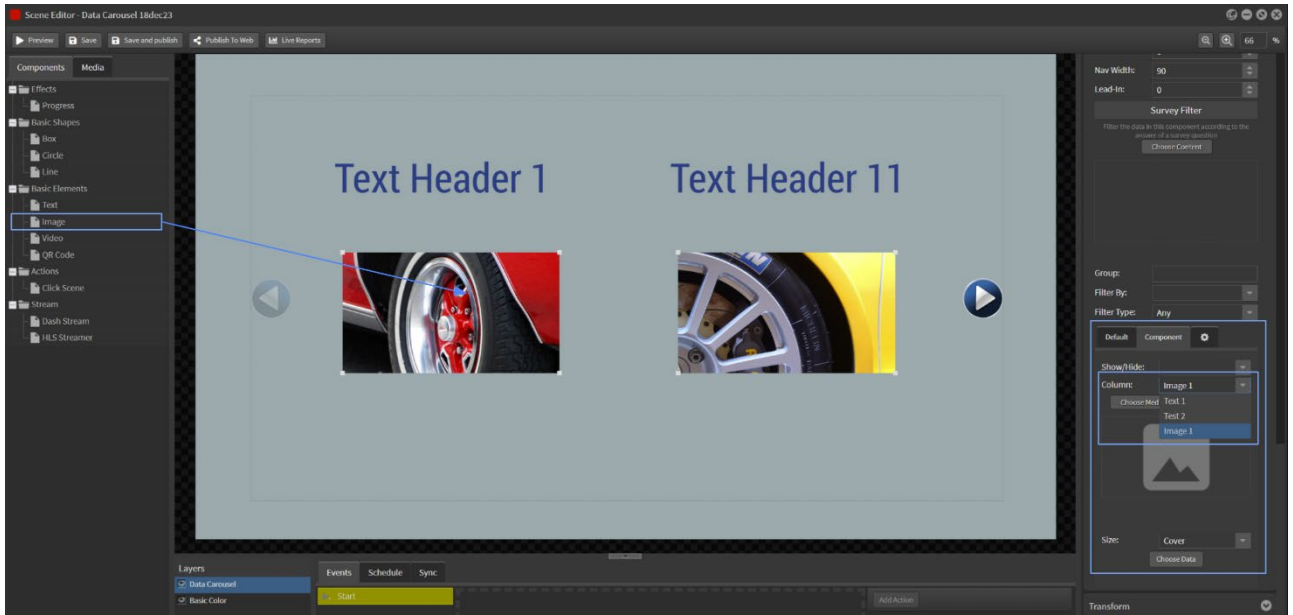 Scene Editor - Data Carousel 18dec23
Preview Save Save and publish Publish To Web Live Reports 66 %
Components Media
Effects
Progress
Basic Shapes
Box
Circle
Line
Basic Elements
Text
Image
Video
QR Code
Actions
Click Scene
Stream
Dash Stream
HLS Streamer
Text Header 1 Text Header 11
Layers
Data Carousel
Basic Color
Events Schedule Sync
Start
Add Action
Nav Width: 90
Lead-In: 0
Survey Filter
Filter the data in this component according to the
answer of a survey question
Choose Content
Group:
Filter By:
Filter Type: Any
Default Component
Show/Hide:
Column: Image 1
Choose Med
Text 1
Test 2
Image 1
Size: Cover
Choose Data
Transform